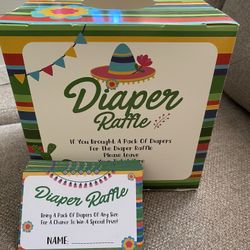 Diaper
Raffle
If You Brought A Pack Of Diapers
For The Diaper Raffle
Please Leave
Diaper Raffle
Bring A Pack Of Diapers Of Any Size
For A Chance To Win A Special Prize!
NAME: